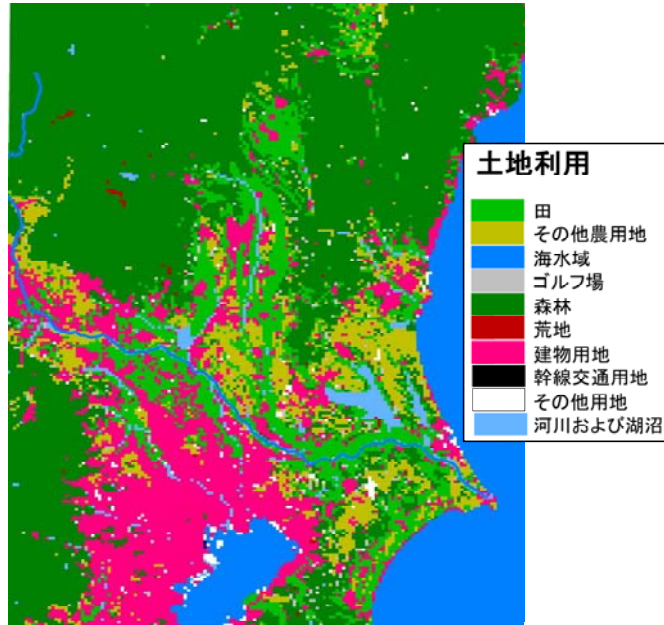 土地利用
田
その他農用地
海水域
ゴルフ場
森林
荒地
建物用地
幹線交通用地
その他用地
河川および湖沼